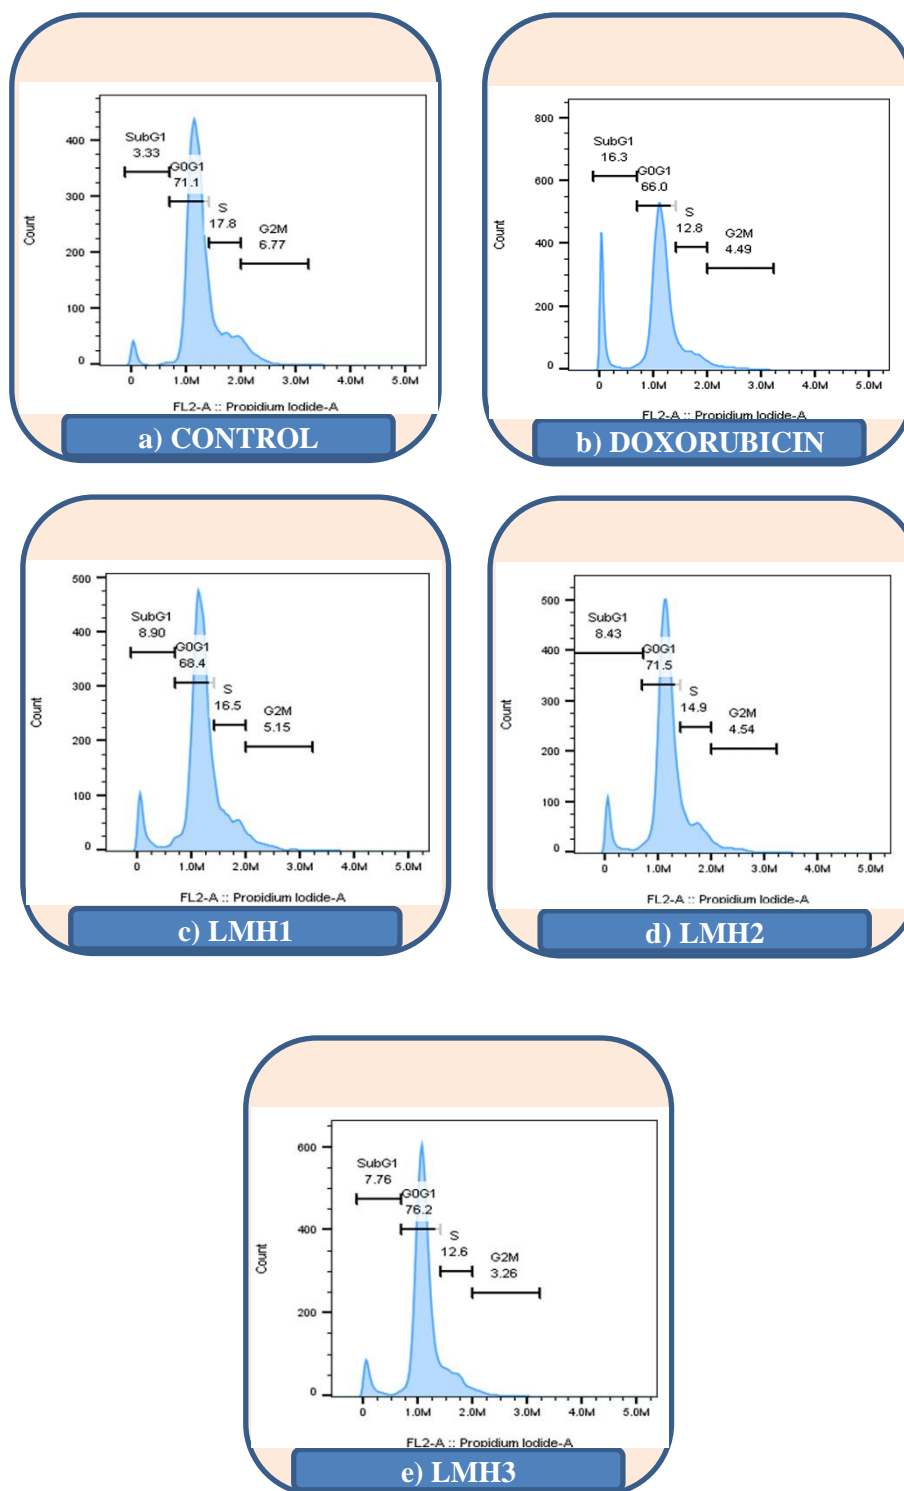 SubG1
3.33
G0G1
71.1
S
17.8
G2M
6.77
Count
400
300
200
100
0
0 1.0M 2.0M 3.0M 4.0M 5.0M
FL2-A :: Propidium Iodide-A
a) CONTROL
SubG1
16.3
G0G1
66.0
S
12.8
G2M
4.49
Count
800
600
400
200
0
0 1.0M 2.0M 3.0M 4.0M 5.0M
FL2-A :: Propidium Iodide-A
b) DOXORUBICIN
SubG1
8.90
G0G1
68.4
S
16.5
G2M
5.15
Count
500
400
300
200
100
0
0 1.0M 2.0M 3.0M 4.0M 5.0M
FL2-A :: Propidium Iodide-A
c) LMH1
SubG1
8.43
G0G1
71.5
S
14.9
G2M
4.54
Count
500
400
300
200
100
0
0 1.0M 2.0M 3.0M 4.0M 5.0M
FL2-A :: Propidium Iodide-A
d) LMH2
SubG1
7.76
G0G1
76.2
S
12.6
G2M
3.26
Count
600
400
200
0
0 1.0M 2.0M 3.0M 4.0M 5.0M
FL2-A :: Propidium Iodide-A
e) LMH3